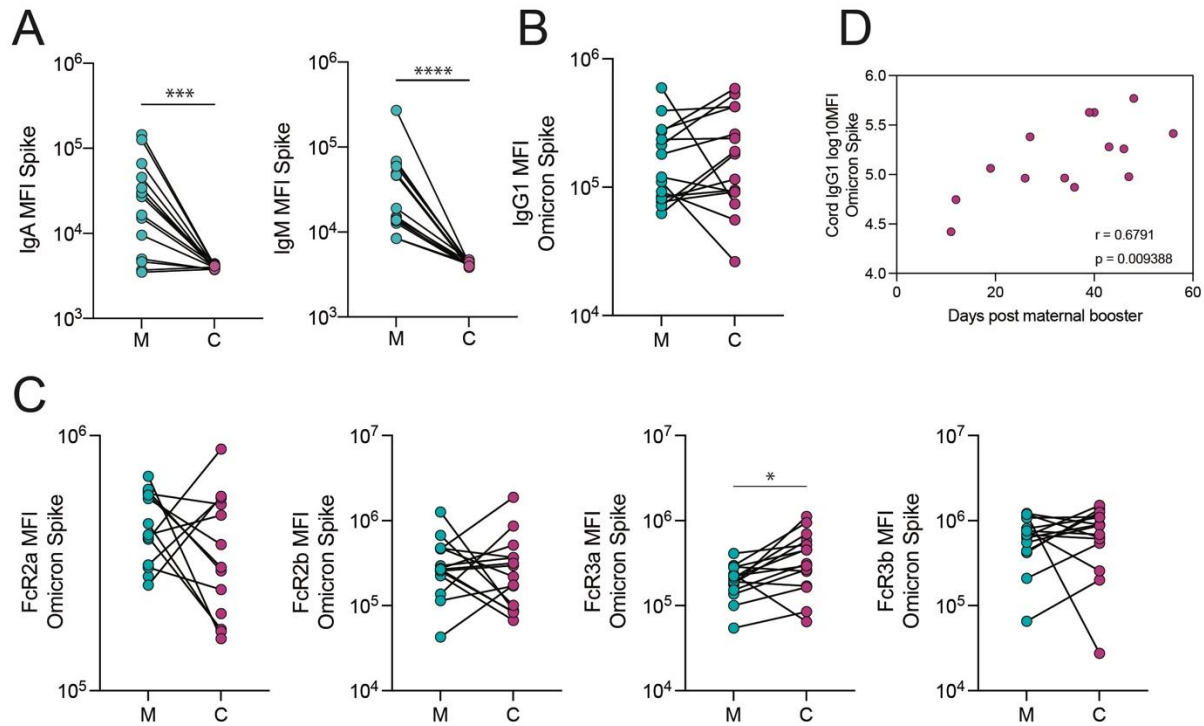 A
IgA MFI Spike
10⁶
10⁵
10⁴
10³
***
M C
IgM MFI Spike
10⁶
10⁵
10⁴
10³
****
M C
B
IgG1 MFI
Omicron Spike
10⁶
10⁵
10⁴
M C
D
Cord IgG1 log10MFI
Omicron Spike
6.0
5.5
5.0
4.5
4.0
r = 0.6791
p = 0.009388
0 20 40 60
Days post maternal booster
C
FcR2a MFI
Omicron Spike
10⁶
10⁵
M C
FcR2b MFI
Omicron Spike
10⁷
10⁶
10⁵
10⁴
M C
FcR3a MFI
Omicron Spike
10⁷
10⁶
10⁵
10⁴
*
M C
FcR3b MFI
Omicron Spike
10⁷
10⁶
10⁵
10⁴
M C